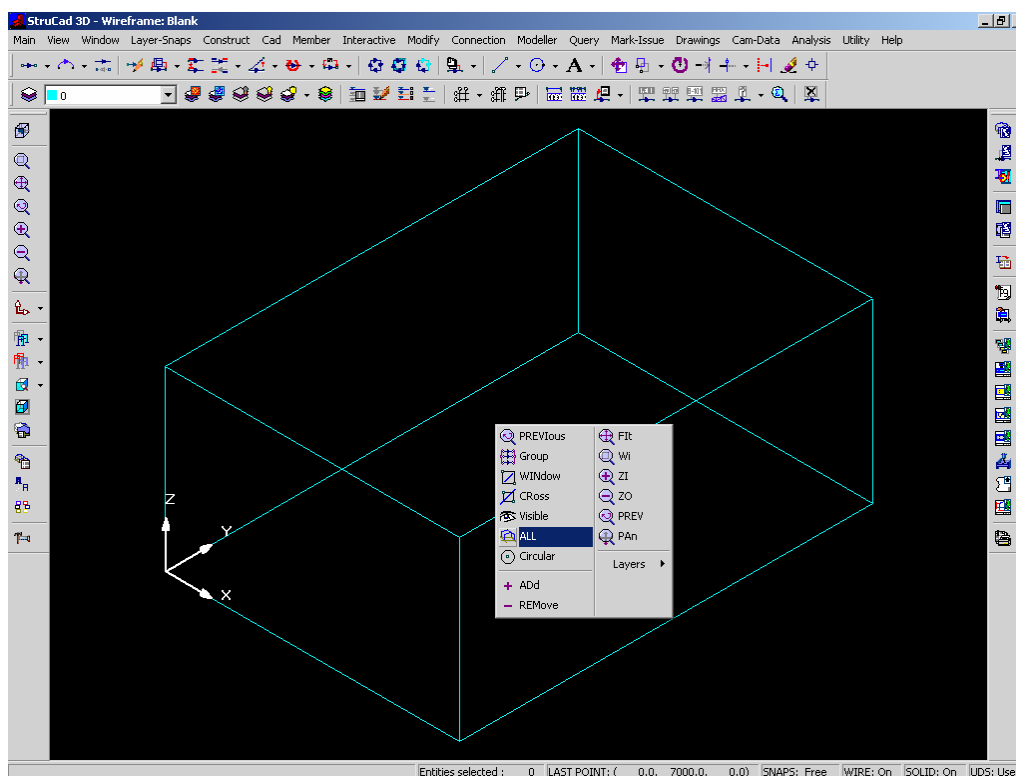 StruCad 3D - Wireframe: Blank
Main View Window Layer-Snaps Construct Cad Member Interactive Modify Connection Modeller Query Mark-Issue Drawings Cam-Data Analysis Utility Help
0
Z
Y
X
PREVIous
Group
WINdow
CRoss
Visible
ALL
Circular
ADd
REMove
FIt
Wi
ZI
ZO
PREV
PAn
Layers
Entities selected : 0 LAST POINT: ( 0.0, 7000.0, 0.0) SNAPS: Free WIRE: On SOLID: On UDS: Use